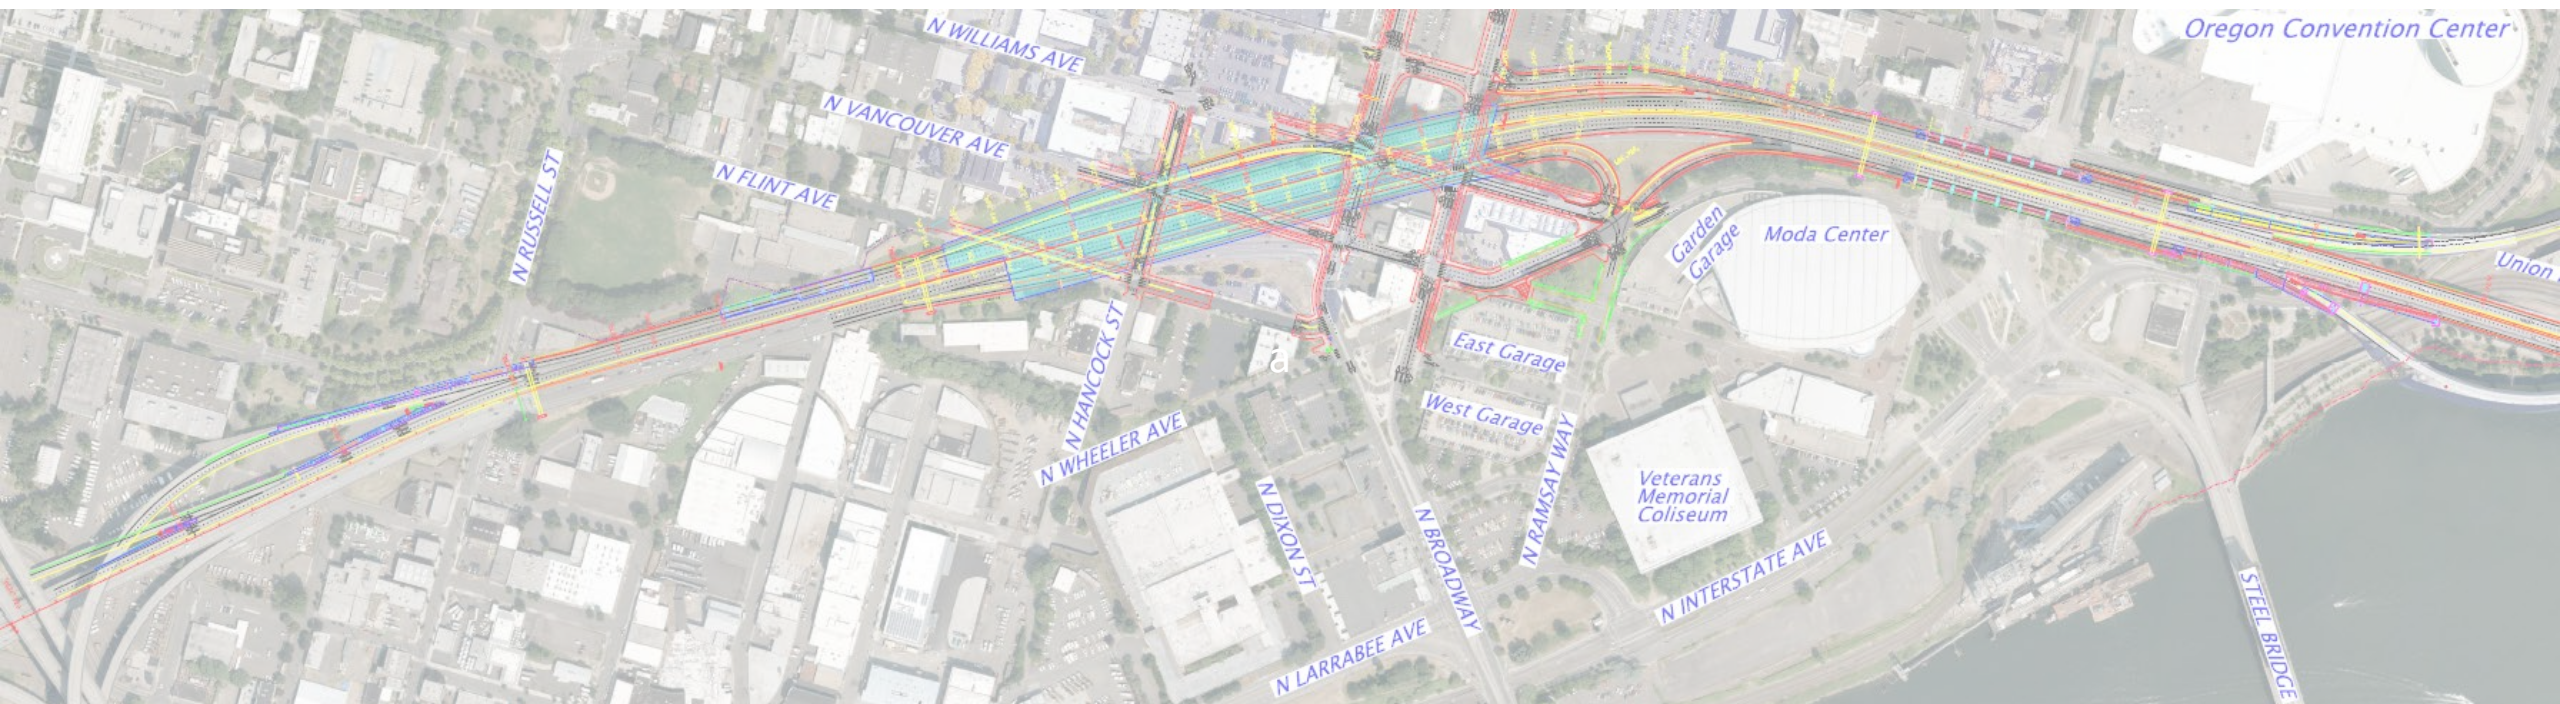 Oregon Convention Center
N WILLIAMS AVE
N VANCOUVER AVE
N FLINT AVE
N RUSSELL ST
Garden
Garage
Moda Center
Union
N HANCOCK ST
a
East Garage
West Garage
N WHEELER AVE
N DIXON ST
N BROADWAY
N RAMSAY WAY
Veterans
Memorial
Coliseum
N INTERSTATE AVE
N LARRABEE AVE
STEEL BRIDGE